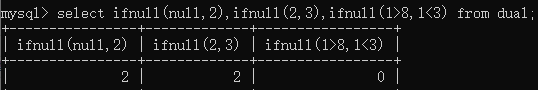 mysql> select ifnull(null,2),ifnull(2,3),ifnull(1>8,1<3) from dual;
+----------------+-------------+-----------------+
| ifnull(null,2) | ifnull(2,3) | ifnull(1>8,1<3) |
+----------------+-------------+-----------------+
|              2 |           2 |               0 |